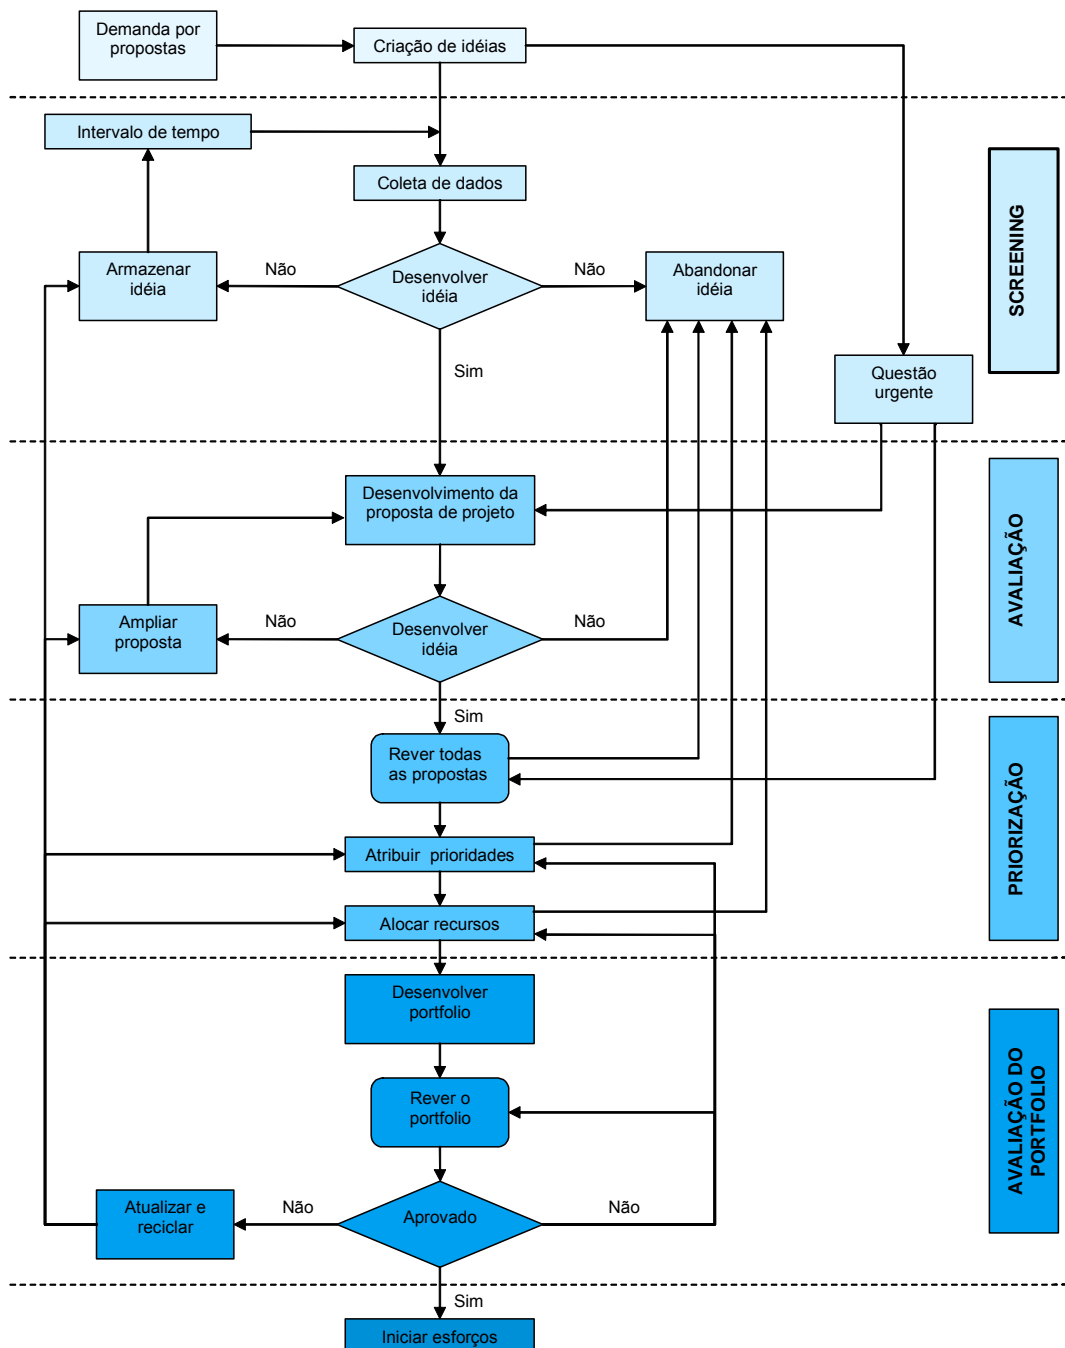 Demanda por
propostas
Criação de idéias
Intervalo de tempo
Coleta de dados
SCREENING
Armazenar
idéia
Não
Desenvolver
idéia
Não
Abandonar
idéia
Sim
Questão
urgente
Desenvolvimento da
proposta de projeto
AVALIAÇÃO
Ampliar
proposta
Não
Desenvolver
idéia
Não
Sim
Rever todas
as propostas
PRIORIZAÇÃO
Atribuir prioridades
Alocar recursos
Desenvolver
portfolio
AVALIAÇÃO DO
PORTFOLIO
Rever o
portfolio
Atualizar e
reciclar
Não
Aprovado
Não
Sim
Iniciar esforços